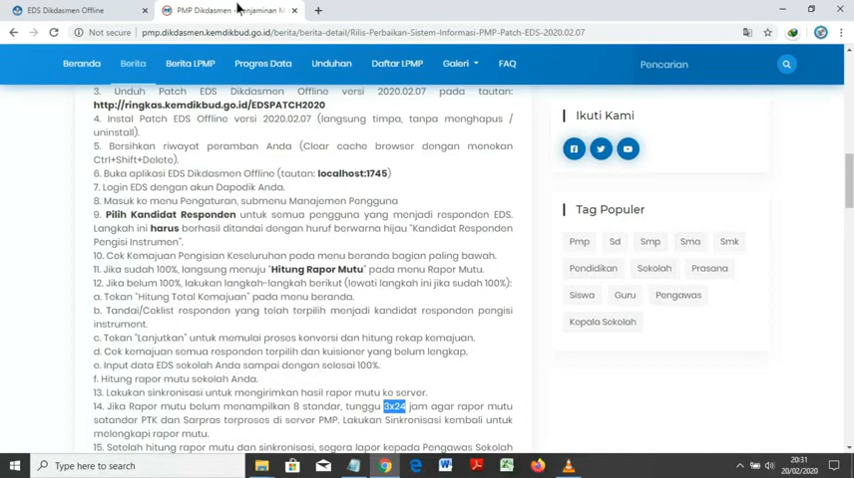 EDS Dikdasmen Offline
PMP Dikdasmen - Penjaminan M
Not secure
pmp.dikdasmen.kemdikbud.go.id/berita/berita-detail/Rilis-Perbaikan-Sistem-Informasi-PMP-Patch-EDS-2020.02.07
Beranda Berita Berita LPMP Progres Data Unduhan Daftar LPMP Galeri FAQ
Pencarian
3. Unduh Patch EDS Dikdasmen Offline versi 2020.02.07 pada tautan:
http://ringkas.kemdikbud.go.id/EDSPATCH2020
4. Instal Patch EDS Offline versi 2020.02.07 (langsung timpa, tanpa menghapus /
uninstall).
5. Bersihkan riwayat peramban Anda (Clear cache browser dengan menekan
Ctrl+Shift+Delete).
6. Buka aplikasi EDS Dikdasmen Offline (tautan: localhost:1745)
7. Login EDS dengan akun Dapodik Anda.
8. Masuk ke menu Pengaturan, submenu Manajemen Pengguna
9. Pilih Kandidat Responden untuk semua pengguna yang menjadi responden EDS.
Langkah ini harus berhasil ditandai dengan huruf berwarna hijau "Kandidat Responden
Pengisi Instrumen".
10. Cek Kemajuan Pengisian Keseluruhan pada menu beranda bagian paling bawah.
11. Jika sudah 100%, langsung menuju "Hitung Rapor Mutu" pada menu Rapor Mutu.
12. Jika belum 100%, lakukan langkah-langkah berikut (lewati langkah ini jika sudah 100%):
a. Tekan "Hitung Total Kemajuan" pada menu beranda.
b. Tandai/Ceklist responden yang telah terpilih menjadi kandidat responden pengisi
instrument.
c. Tekan "Lanjutkan" untuk memulai proses konversi dan hitung rekap kemajuan.
d. Cek kemajuan semua responden terpilih dan kuisioner yang belum lengkap.
e. Input data EDS sekolah Anda sampai dengan selesai 100%.
f. Hitung rapor mutu sekolah Anda.
13. Lakukan sinkronisasi untuk mengirimkan hasil rapor mutu ke server.
14. Jika Rapor mutu belum menampilkan 8 standar, tunggu 3x24 jam agar rapor mutu
satandar PTK dan Sarpras terproses di server PMP. Lakukan Sinkronisasi kembali untuk
melengkapi rapor mutu.
15. Setelah hitung rapor mutu dan sinkronisasi, segera lapor kepada Pengawas Sekolah
Ikuti Kami
Tag Populer
Pmp Sd Smp Sma Smk
Pendidikan Sekolah Prasana
Siswa Guru Pengawas
Kopala Sekolah
Type here to search
20:31
20/02/2020